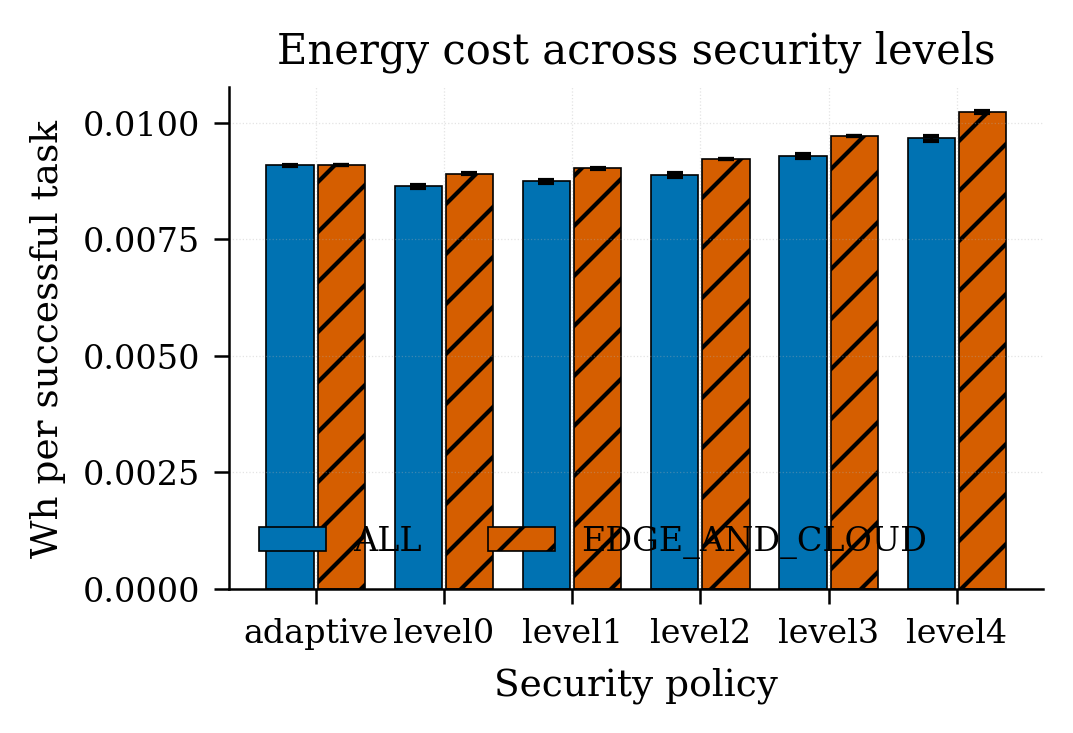 Energy cost across security levels
Wh per successful task
0.0100
0.0075
0.0050
0.0025
0.0000
ALL EDGE_AND_CLOUD
adaptive level0 level1 level2 level3 level4
Security policy